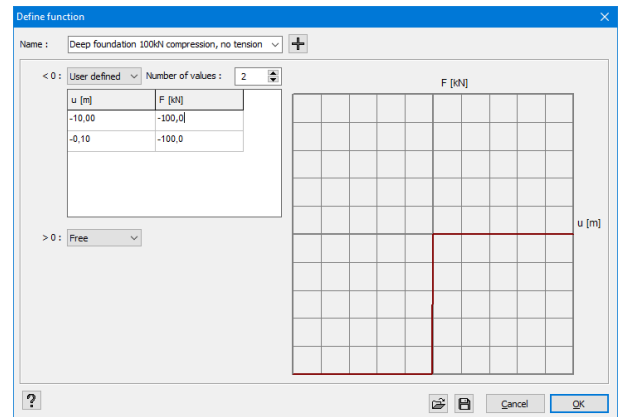 Define function
Name : Deep foundation 100kN compression, no tension
< 0 : User defined Number of values : 2
F [kN]
u [m] F [kN]
-10,00 -100,0
-0,10 -100,0
u [m]
> 0 : Free
? Cancel OK